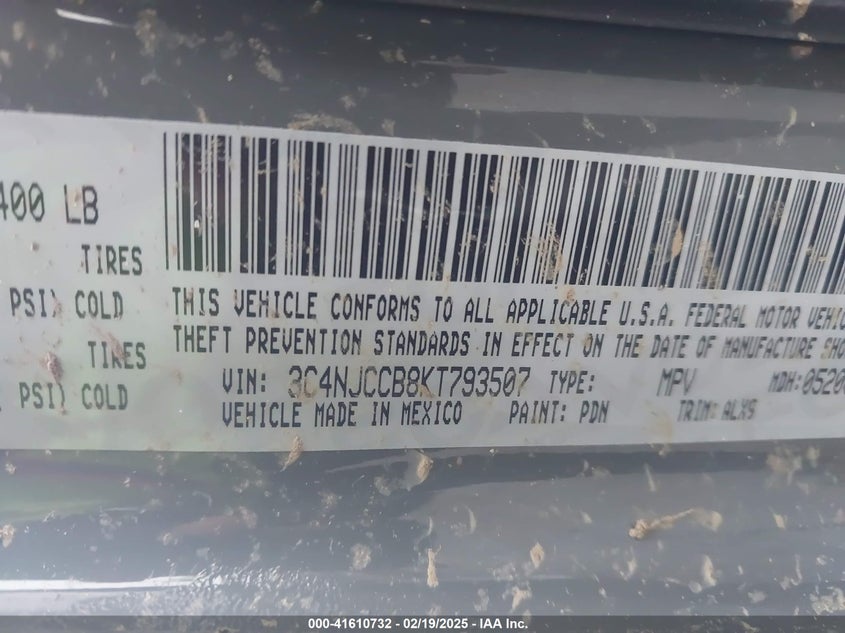 400 LB
TIRES
PSI) COLD
TIRES
PSI) COLD
THIS VEHICLE CONFORMS TO ALL APPLICABLE U.S.A. FEDERAL MOTOR VEHIC
THEFT PREVENTION STANDARDS IN EFFECT ON THE DATE OF MANUFACTURE SHO
VIN: 3C4NJCCB8KT793507 TYPE: MPV MDH:0520
VEHICLE MADE IN MEXICO PAINT: PDN TRIM: ALXS
000-41610732 - 02/19/2025 - IAA Inc.